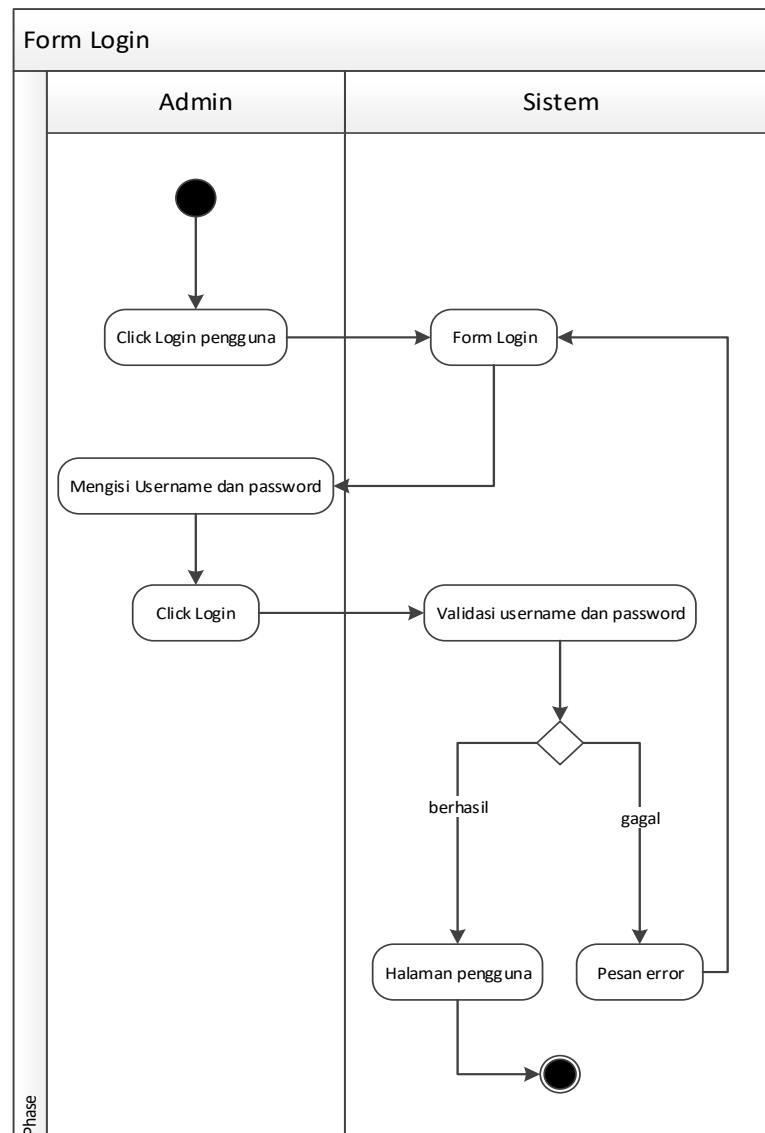 Form Login
Admin
Sistem
Click Login pengguna
Form Login
Mengisi Username dan password
Click Login
Validasi username dan password
berhasil
gagal
Halaman pengguna
Pesan error
Phase